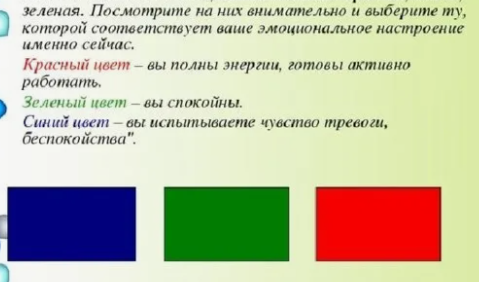 зеленая. Посмотрите на них внимательно и выберите ту,
которой соответствует ваше эмоциональное настроение
именно сейчас.
Красный цвет – вы полны энергии, готовы активно
работать.
Зеленый цвет – вы спокойны.
Синий цвет – вы испытываете чувство тревоги,
беспокойства".